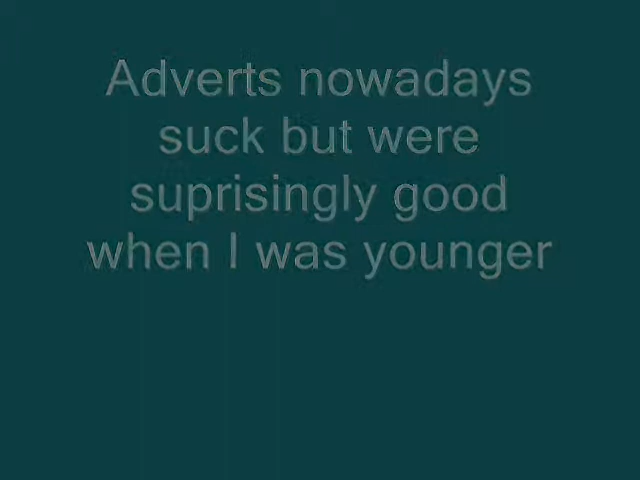 Adverts nowadays
suck but were
suprisingly good
when I was younger